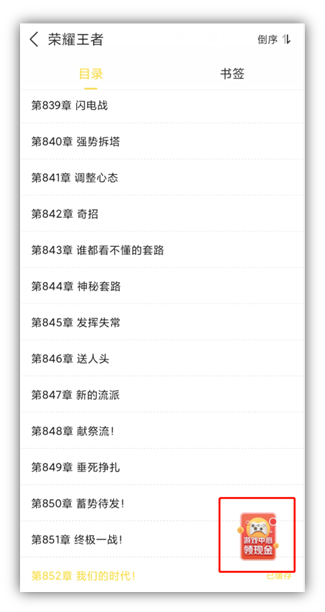 荣耀王者
倒序
目录 书签
第839章 闪电战
第840章 强势拆塔
第841章 调整心态
第842章 奇招
第843章 谁都看不懂的套路
第844章 神秘套路
第845章 发挥失常
第846章 送人头
第847章 新的流派
第848章 献祭流!
第849章 垂死挣扎
第850章 蓄势待发!
第851章 终极一战!
游戏中心
领现金
第852章 我们的时代! 已缓存